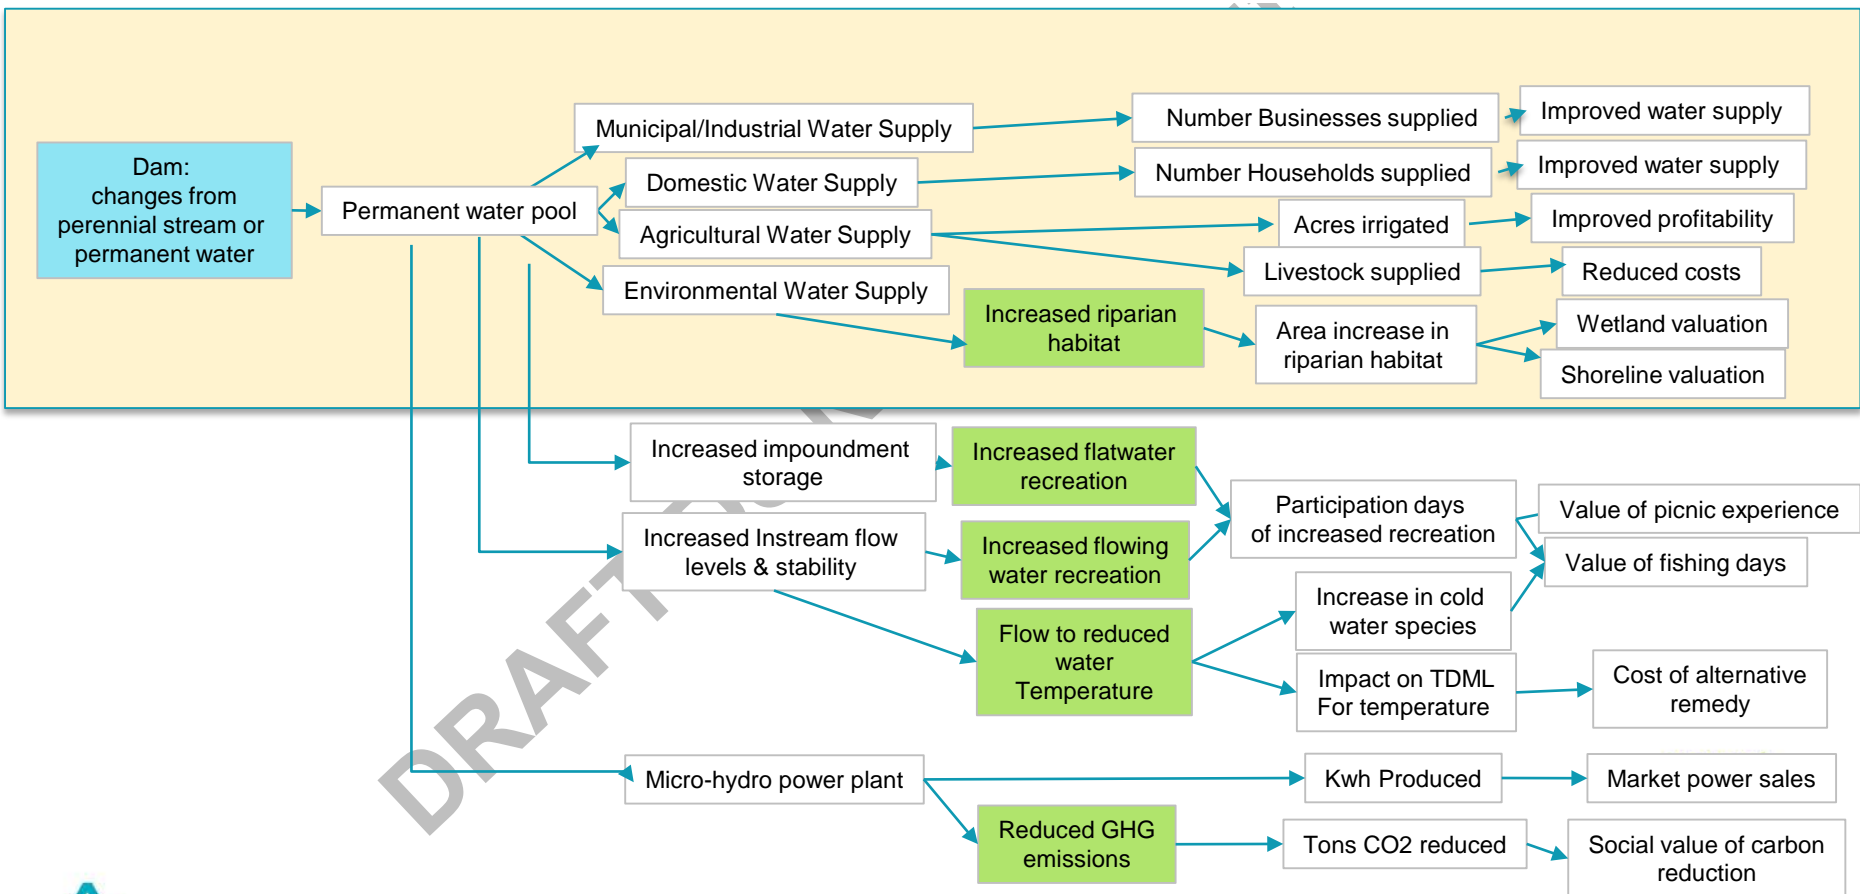 Dam:
changes from
perennial stream or
permanent water
Permanent water pool
Municipal/Industrial Water Supply
Domestic Water Supply
Agricultural Water Supply
Environmental Water Supply
Increased riparian
habitat
Number Businesses supplied
Number Households supplied
Acres irrigated
Livestock supplied
Area increase in
riparian habitat
Improved water supply
Improved water supply
Improved profitability
Reduced costs
Wetland valuation
Shoreline valuation
Increased impoundment
storage
Increased flatwater
recreation
Increased Instream flow
levels & stability
Increased flowing
water recreation
Flow to reduced
water
Temperature
Participation days
of increased recreation
Value of picnic experience
Value of fishing days
Increase in cold
water species
Impact on TDML
For temperature
Cost of alternative
remedy
Micro-hydro power plant
Kwh Produced
Market power sales
Reduced GHG
emissions
Tons CO2 reduced
Social value of carbon
reduction
DRAFT